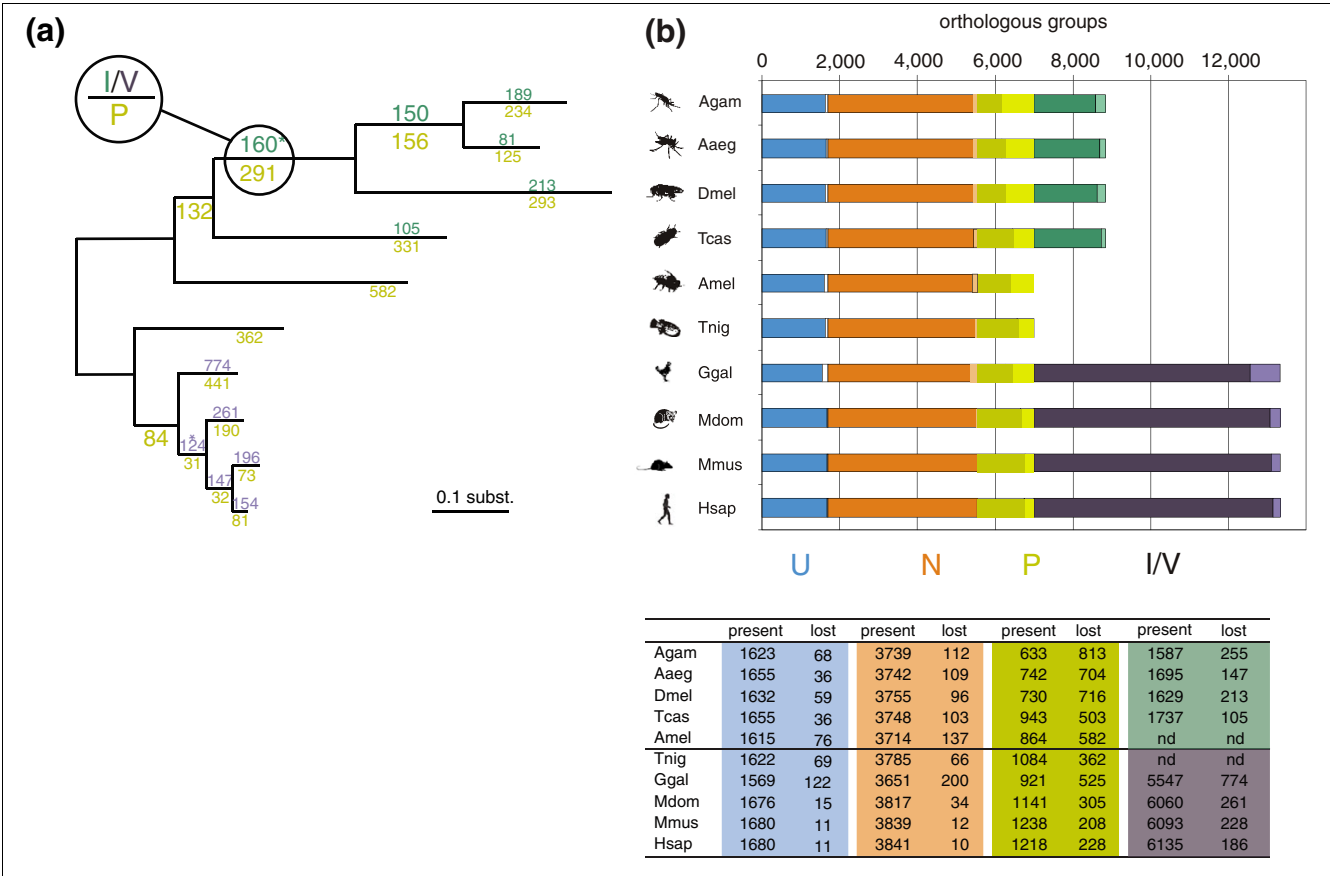 (a)
I/V
P
160*
291
150
156
189
234
81
125
213
293
132
105
331
582
362
774
441
84
261
190
*
124
31
196
73
147
32
154
81
0.1 subst.
(b)
orthologous groups
0 2,000 4,000 6,000 8,000 10,000 12,000
Agam
Aaeg
Dmel
Tcas
Amel
Tnig
Ggal
Mdom
Mmus
Hsap
U N P I/V
present lost present lost present lost present lost
Agam 1623 68 3739 112 633 813 1587 255
Aaeg 1655 36 3742 109 742 704 1695 147
Dmel 1632 59 3755 96 730 716 1629 213
Tcas 1655 36 3748 103 943 503 1737 105
Amel 1615 76 3714 137 864 582 nd nd
Tnig 1622 69 3785 66 1084 362 nd nd
Ggal 1569 122 3651 200 921 525 5547 774
Mdom 1676 15 3817 34 1141 305 6060 261
Mmus 1680 11 3839 12 1238 208 6093 228
Hsap 1680 11 3841 10 1218 228 6135 186